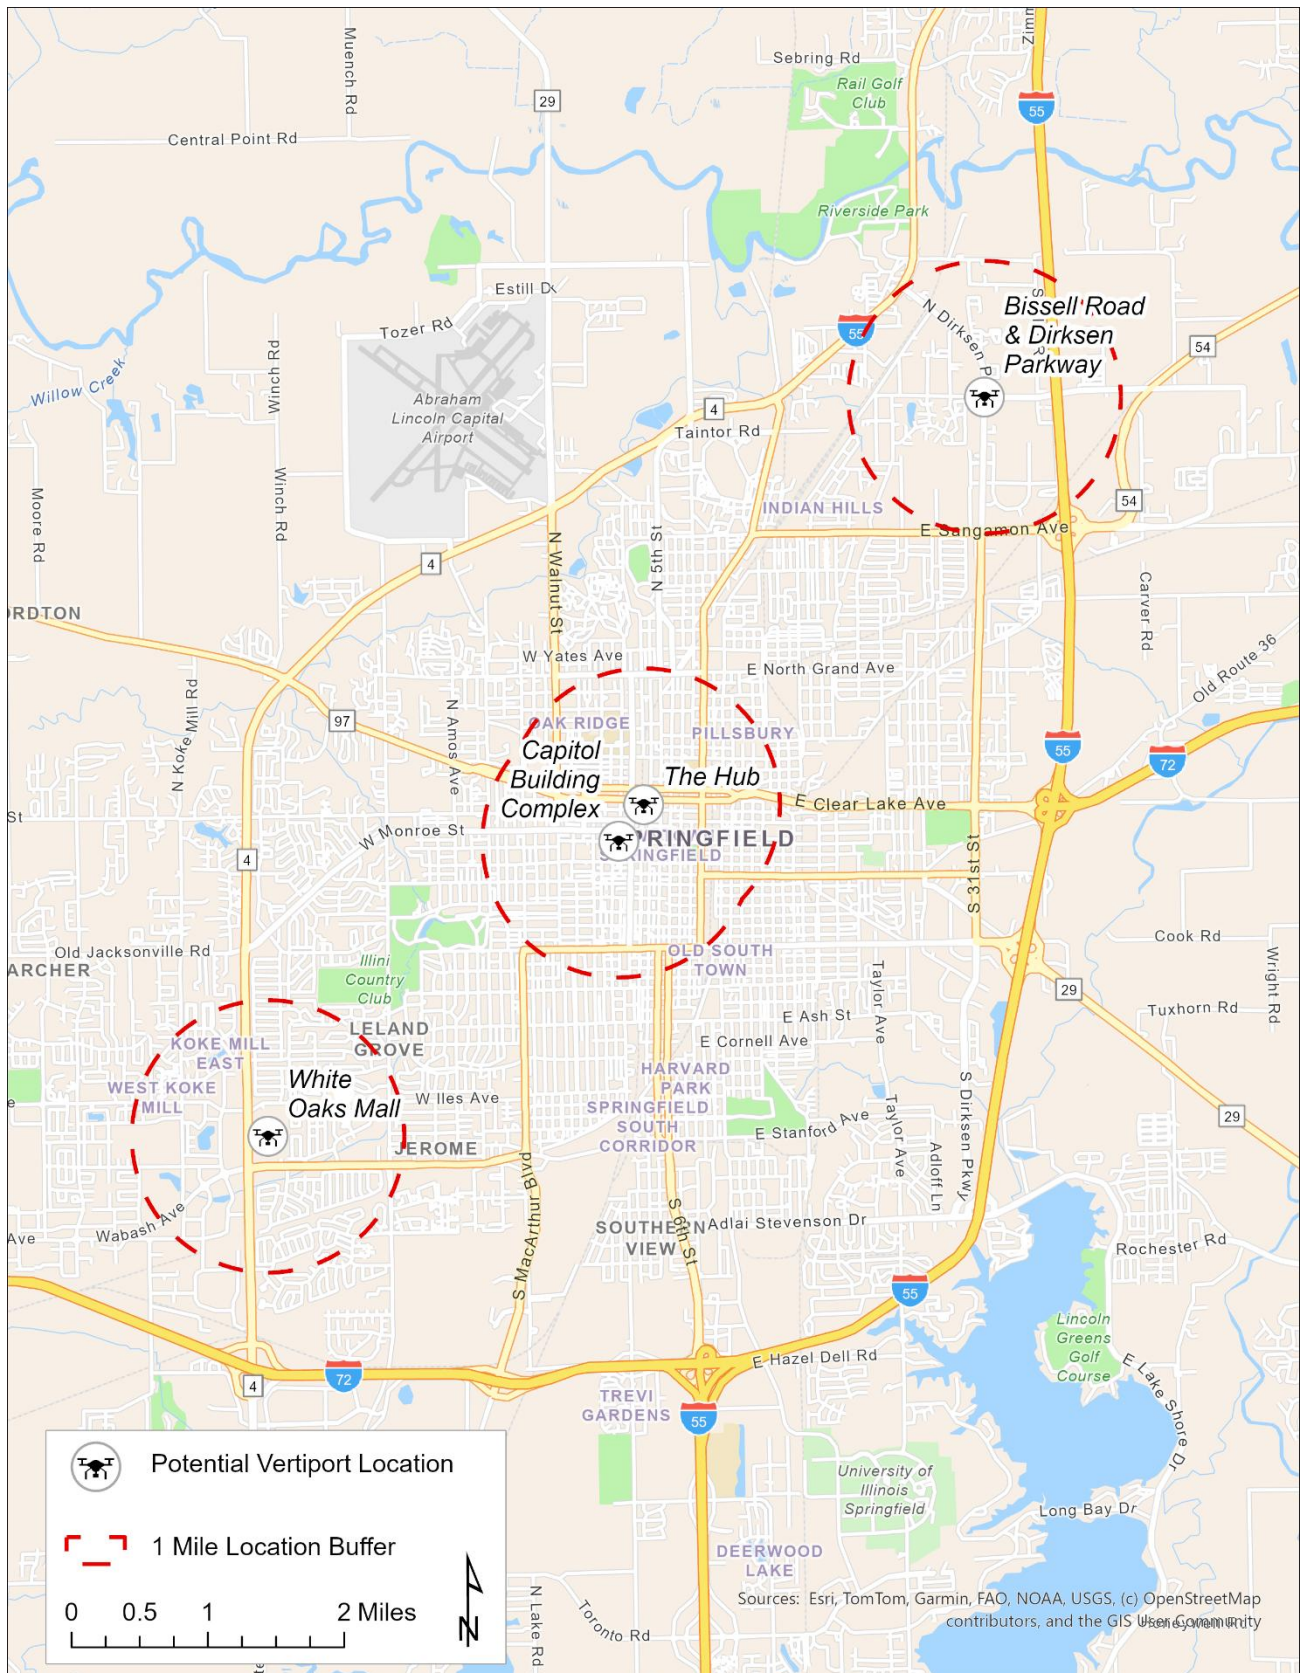 Zimm
Muench Rd
Sebring Rd
Rail Golf
Club
29
55
Central Point Rd
Riverside Park
Estill Dr
Tozer Rd
N Dirksen P
Bissell Road
& Dirksen
Parkway
55
54
Willow Creek
Winch Rd
Abraham
Lincoln Capital
Airport
4
Taintor Rd
Moore Rd
Winch Rd
INDIAN HILLS
54
E Sangamon Ave
N Walnut St
N 5th St
4
Carver Rd
ORDTON
W Yates Ave
E North Grand Ave
Old Route 36
N Koke Mill Rd
N Amos Ave
97
OAK RIDGE
PILLSBURY
55
72
Capitol
Building
Complex
The Hub
E Clear Lake Ave
St
W Monroe St
SPRINGFIELD
SPRINGFIELD
4
S 31st St
Old Jacksonville Rd
ARCHER
Illini
Country
Club
OLD SOUTH
TOWN
Taylor Ave
Cook Rd
Wright Rd
29
Tuxhorn Rd
E Ash St
KOKE MILL
EAST
LELAND
GROVE
E Cornell Ave
WEST KOKE
MILL
White
Oaks Mall
W Iles Ave
HARVARD
PARK
SPRINGFIELD
SOUTH
CORRIDOR
S Dirksen Pkwy
Taylor Ave
E Stanford Ave
29
JEROME
Adloff Ln
Wabash Ave
Ave
S MacArthur Blvd
S 6th St
SOUTHERN
VIEW
Adlai Stevenson Dr
Rochester Rd
55
Lincoln
Greens
Golf
Course
E Lake Shore Dr
E Hazel Dell Rd
72
4
TREVI
GARDENS
55
University of
Illinois
Springfield
Long Bay Dr
DEERWOOD
LAKE
N Lake Rd
Toronto Rd
Potential Vertiport Location
1 Mile Location Buffer
0 0.5 1 2 Miles
N
Sources: Esri, TomTom, Garmin, FAO, NOAA, USGS, (c) OpenStreetMap
contributors, and the GIS User Community